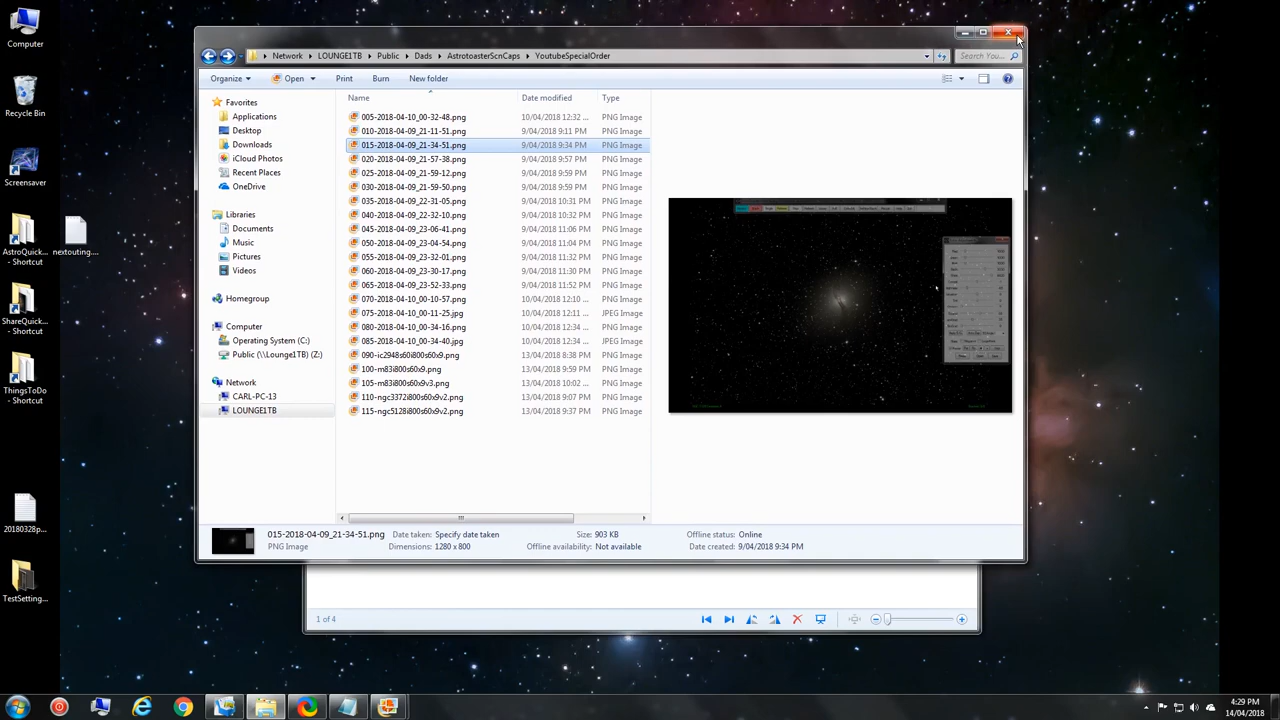 Computer
Recycle Bin
Screensaver
AstroQuick...
- Shortcut
nextouting....
ShareQuick...
- Shortcut
ThingsToDo
- Shortcut
20180328p...
TestSetting...
Network ▸ LOUNGE1TB ▸ Public ▸ Dads ▸ AstrotoasterScnCaps ▸ YoutubeSpecialOrder
Search You...
Organize Open Print Burn New folder
Favorites
Applications
Desktop
Downloads
iCloud Photos
Recent Places
OneDrive
Libraries
Documents
Music
Pictures
Videos
Homegroup
Computer
Operating System (C:)
Public (\\Lounge1TB) (Z:)
Network
CARL-PC-13
LOUNGE1TB
Name Date modified Type
005-2018-04-10_00-32-48.png 10/04/2018 12:32 ... PNG Image
010-2018-04-09_21-11-51.png 9/04/2018 9:11 PM PNG Image
015-2018-04-09_21-34-51.png 9/04/2018 9:34 PM PNG Image
020-2018-04-09_21-57-38.png 9/04/2018 9:57 PM PNG Image
025-2018-04-09_21-59-12.png 9/04/2018 9:59 PM PNG Image
030-2018-04-09_21-59-50.png 9/04/2018 9:59 PM PNG Image
035-2018-04-09_22-31-05.png 9/04/2018 10:31 PM PNG Image
040-2018-04-09_22-32-10.png 9/04/2018 10:32 PM PNG Image
045-2018-04-09_23-06-41.png 9/04/2018 11:06 PM PNG Image
050-2018-04-09_23-04-54.png 9/04/2018 11:04 PM PNG Image
055-2018-04-09_23-32-01.png 9/04/2018 11:32 PM PNG Image
060-2018-04-09_23-30-17.png 9/04/2018 11:30 PM PNG Image
065-2018-04-09_23-52-33.png 9/04/2018 11:52 PM PNG Image
070-2018-04-10_00-10-57.png 10/04/2018 12:10 ... PNG Image
075-2018-04-10_00-11-25.jpg 10/04/2018 12:11 ... JPEG Image
080-2018-04-10_00-34-16.png 10/04/2018 12:34 ... PNG Image
085-2018-04-10_00-34-40.jpg 10/04/2018 12:34 ... JPEG Image
090-ic2948s60i800s60x9.png 13/04/2018 8:38 PM PNG Image
100-m83i800s60x9.png 13/04/2018 9:59 PM PNG Image
105-m83i800s60x9v3.png 13/04/2018 10:02 ... PNG Image
110-ngc3372i800s60x9v2.png 13/04/2018 9:07 PM PNG Image
115-ngc5128i800s60x9v2.png 13/04/2018 9:37 PM PNG Image
015-2018-04-09_21-34-51.png Date taken: Specify date taken Size: 903 KB Offline status: Online
PNG Image Dimensions: 1280 x 800 Offline availability: Not available Date created: 9/04/2018 9:34 PM
1 of 4
4:29 PM
14/04/2018